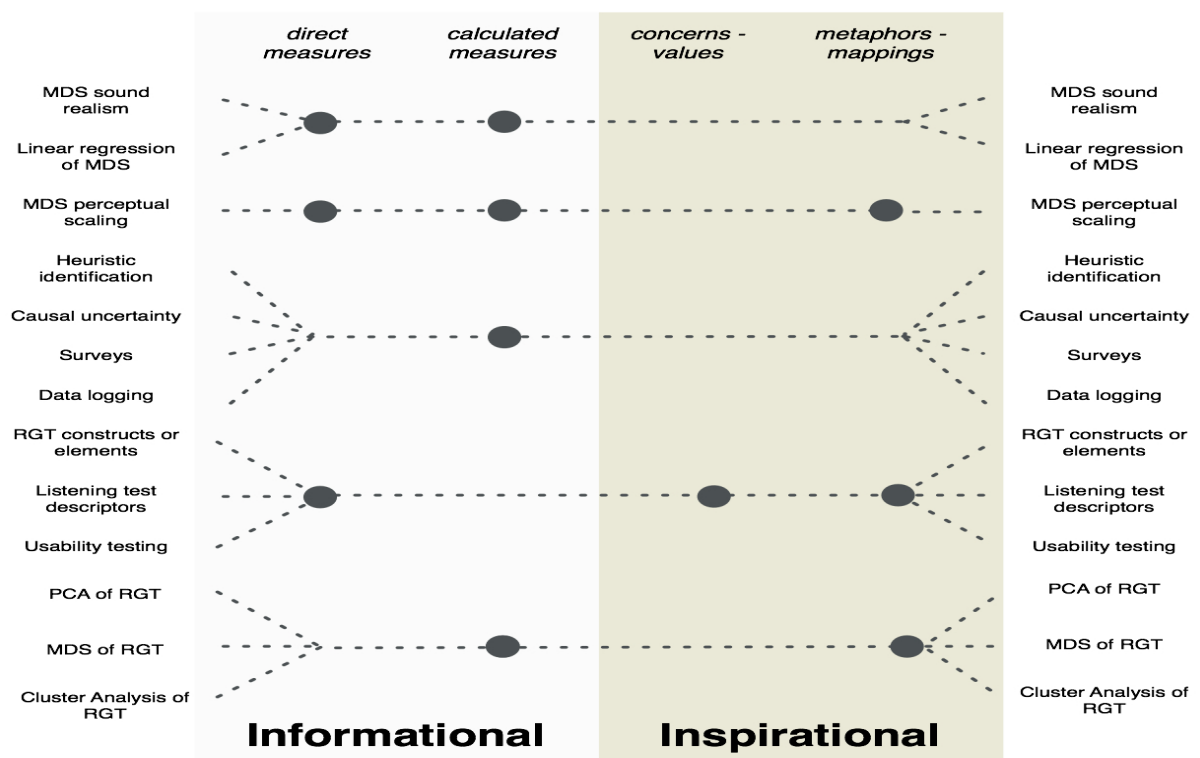 direct
measures
calculated
measures
concerns -
values
metaphors -
mappings
MDS sound
realism
Linear regression
of MDS
MDS perceptual
scaling
Heuristic
identification
Causal uncertainty
Surveys
Data logging
RGT constructs or
elements
Listening test
descriptors
Usability testing
PCA of RGT
MDS of RGT
Cluster Analysis of
RGT
MDS sound
realism
Linear regression
of MDS
MDS perceptual
scaling
Heuristic
identification
Causal uncertainty
Surveys
Data logging
RGT constructs or
elements
Listening test
descriptors
Usability testing
PCA of RGT
MDS of RGT
Cluster Analysis of
RGT
Informational
Inspirational